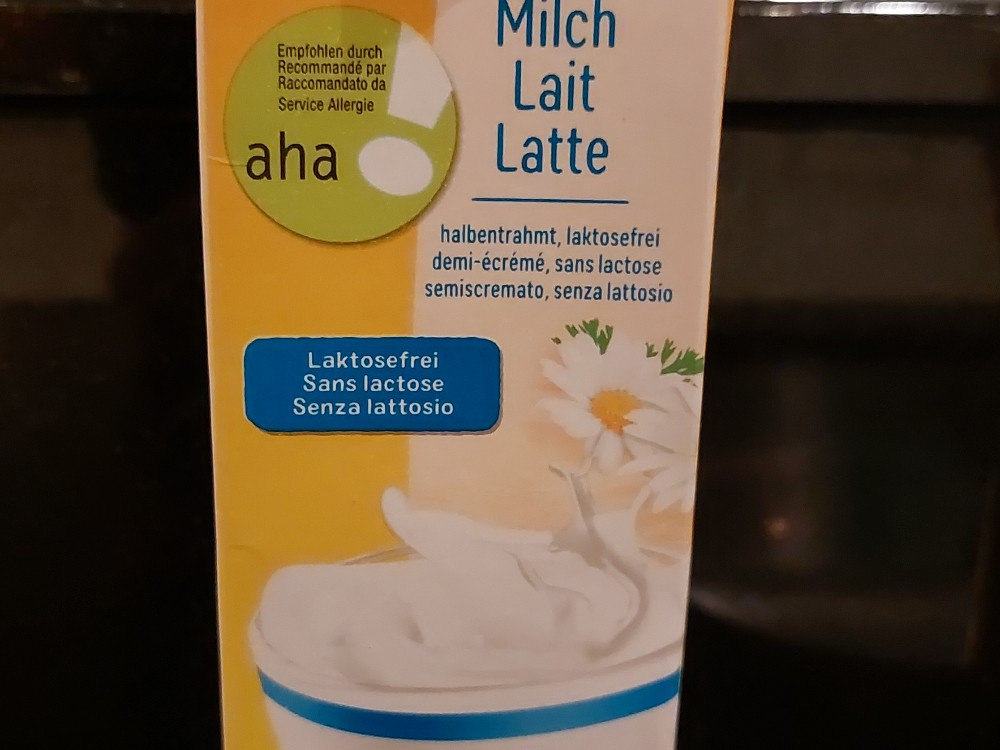 Empfohlen durch
Recommandé par
Raccomandato da
Service Allergie
aha!
Milch
Lait
Latte
halbentrahmt, laktosefrei
demi-écrémé, sans lactose
semiscremato, senza lattosio
Laktosefrei
Sans lactose
Senza lattosio